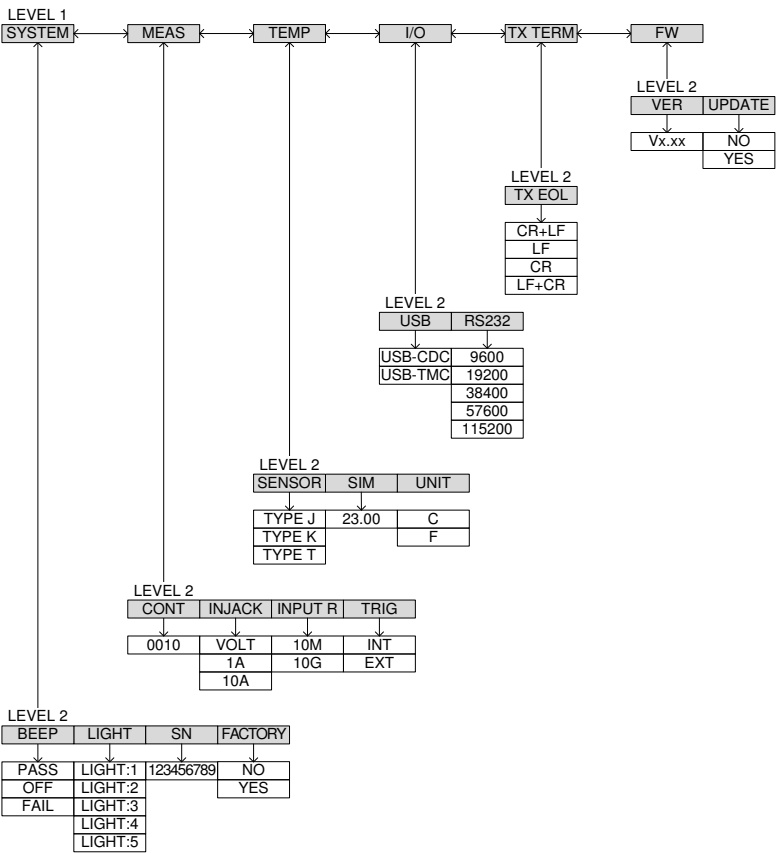 LEVEL 1
SYSTEM MEAS TEMP I/O TX TERM FW
LEVEL 2
VER UPDATE
Vx.xx NO
YES
LEVEL 2
TX EOL
CR+LF
LF
CR
LF+CR
LEVEL 2
USB RS232
USB-CDC 9600
USB-TMC 19200
38400
57600
115200
LEVEL 2
SENSOR SIM UNIT
TYPE J 23.00 C
TYPE K F
TYPE T
LEVEL 2
CONT INJACK INPUT R TRIG
0010 VOLT 10M INT
1A 10G EXT
10A
LEVEL 2
BEEP LIGHT SN FACTORY
PASS LIGHT:1 123456789 NO
OFF LIGHT:2 YES
FAIL LIGHT:3
LIGHT:4
LIGHT:5